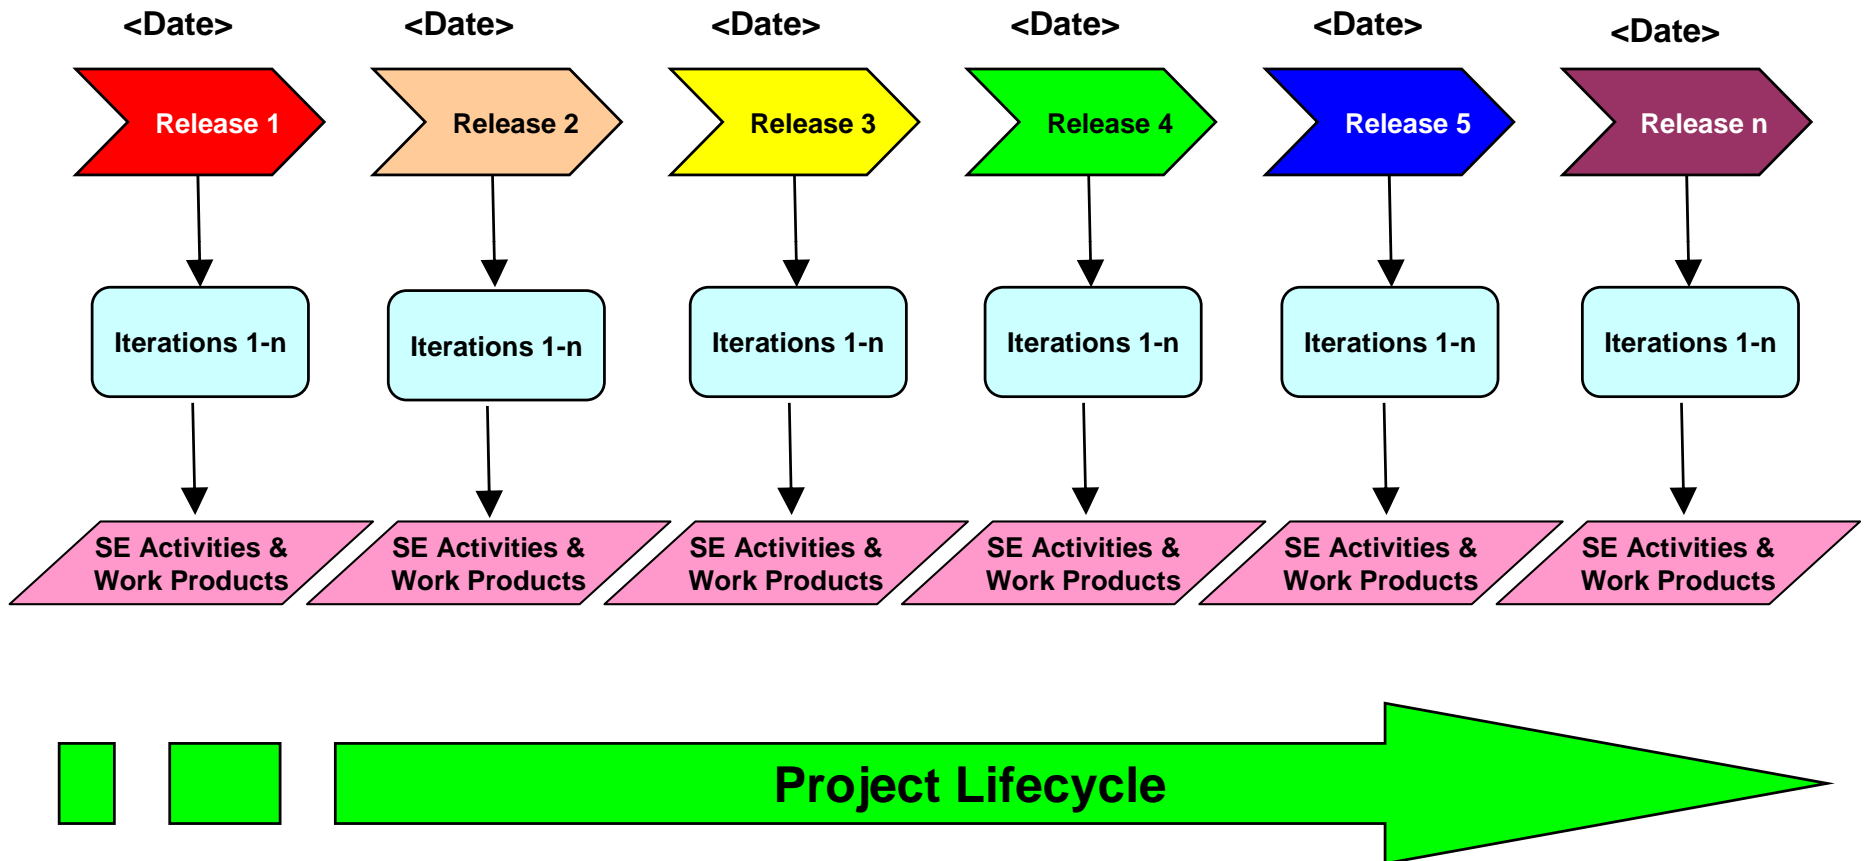 <Date>
<Date>
<Date>
<Date>
<Date>
<Date>
Release 1
Release 2
Release 3
Release 4
Release 5
Release n
Iterations 1-n
Iterations 1-n
Iterations 1-n
Iterations 1-n
Iterations 1-n
Iterations 1-n
SE Activities &
Work Products
SE Activities &
Work Products
SE Activities &
Work Products
SE Activities &
Work Products
SE Activities &
Work Products
SE Activities &
Work Products
Project Lifecycle